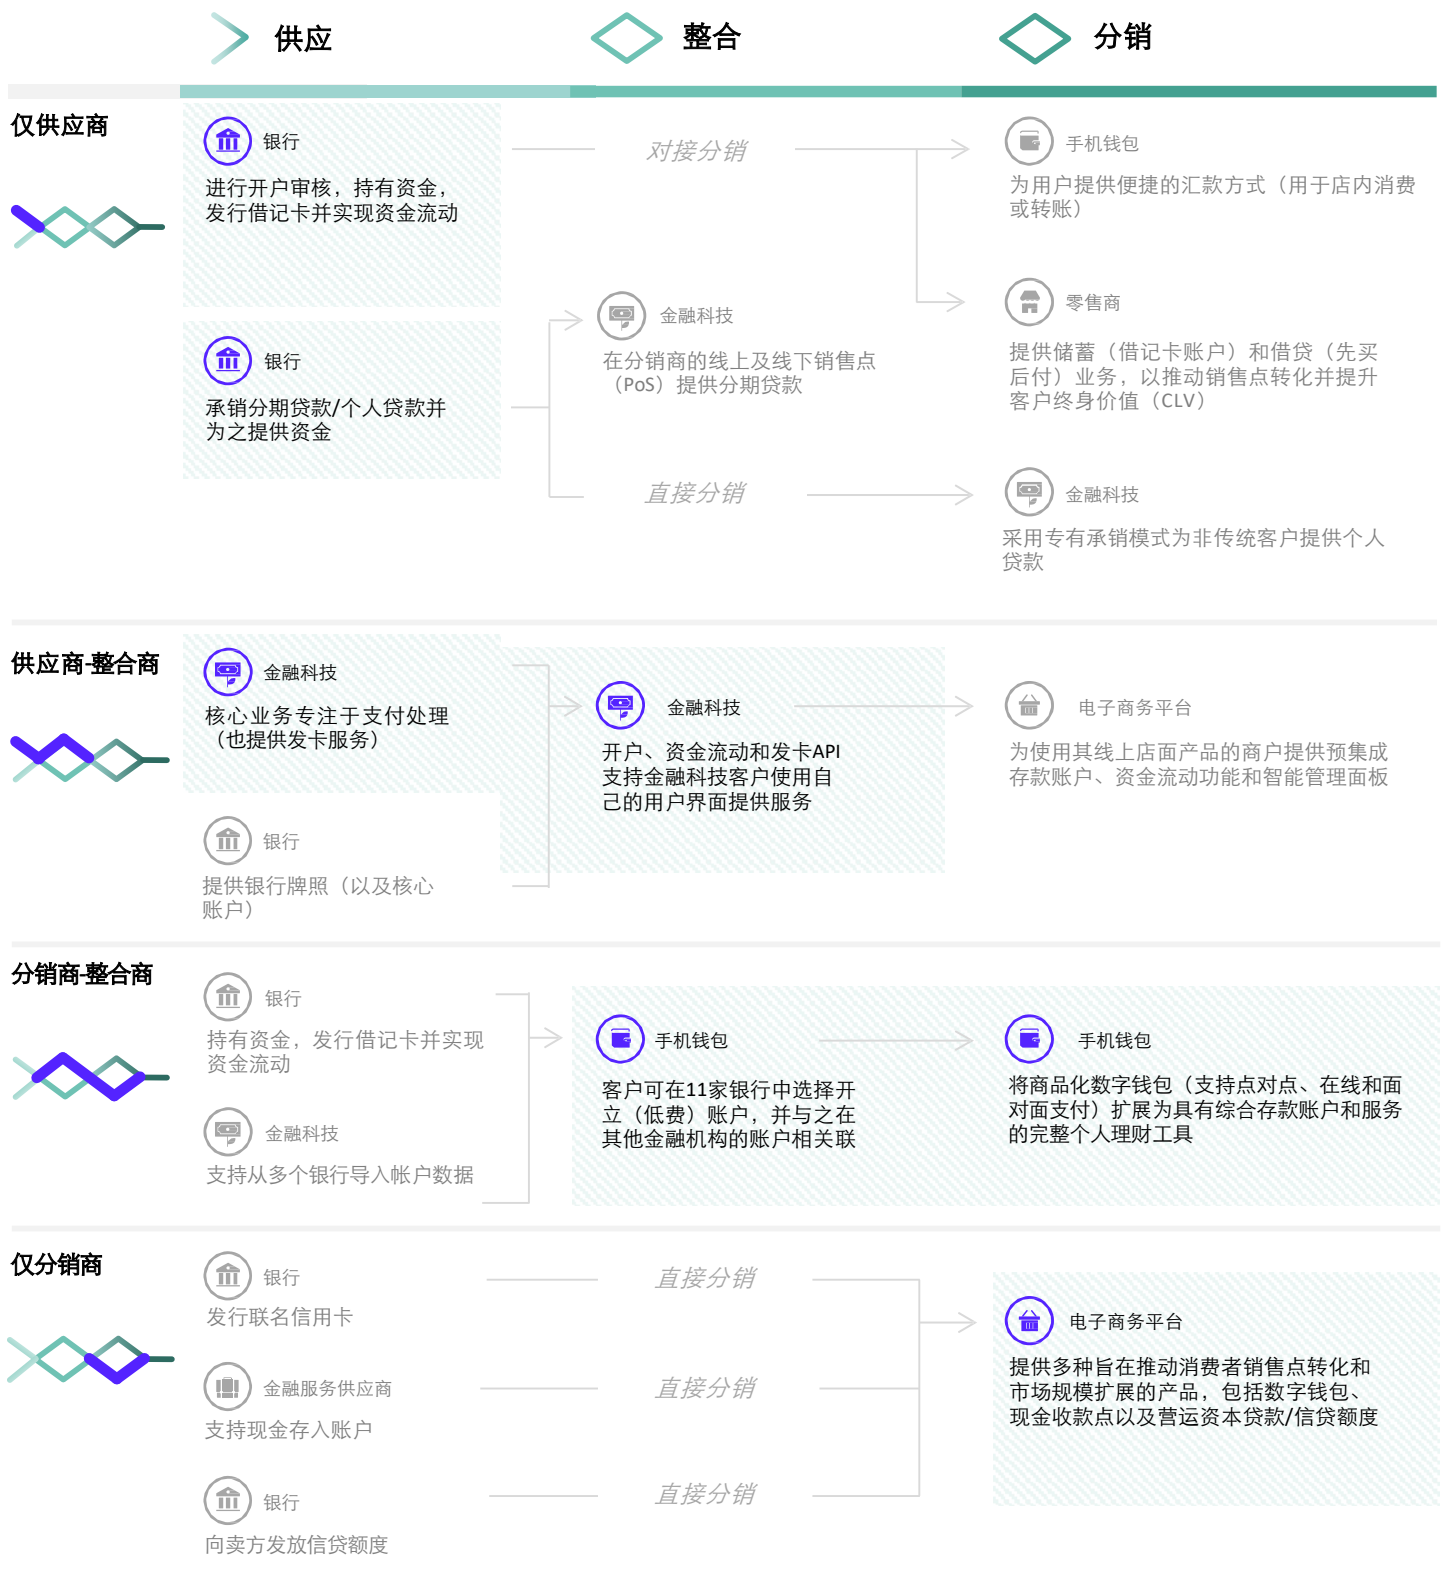 供应
整合
分销
仅供应商
银行
进行开户审核，持有资金，
发行借记卡并实现资金流动
对接分销
手机钱包
为用户提供便捷的汇款方式（用于店内消费
或转账）
银行
承销分期贷款/个人贷款并
为之提供资金
金融科技
在分销商的线上及线下销售点
（PoS）提供分期贷款
零售商
提供储蓄（借记卡账户）和借贷（先买
后付）业务，以推动销售点转化并提升
客户终身价值（CLV）
直接分销
金融科技
采用专有承销模式为非传统客户提供个人
贷款
供应商-整合商
金融科技
核心业务专注于支付处理
（也提供发卡服务）
银行
提供银行牌照（以及核心
账户）
金融科技
开户、资金流动和发卡API
支持金融科技客户使用自
己的用户界面提供服务
电子商务平台
为使用其线上店面产品的商户提供预集成
存款账户、资金流动功能和智能管理面板
分销商-整合商
银行
持有资金，发行借记卡并实现
资金流动
金融科技
支持从多个银行导入帐户数据
手机钱包
客户可在11家银行中选择开
立（低费）账户，并与之在
其他金融机构的账户相关联
手机钱包
将商品化数字钱包（支持点对点、在线和面
对面支付）扩展为具有综合存款账户和服务
的完整个人理财工具
仅分销商
银行
发行联名信用卡
直接分销
金融服务供应商
支持现金存入账户
直接分销
银行
向卖方发放信贷额度
直接分销
电子商务平台
提供多种旨在推动消费者销售点转化和
市场规模扩展的产品，包括数字钱包、
现金收款点以及营运资本贷款/信贷额度